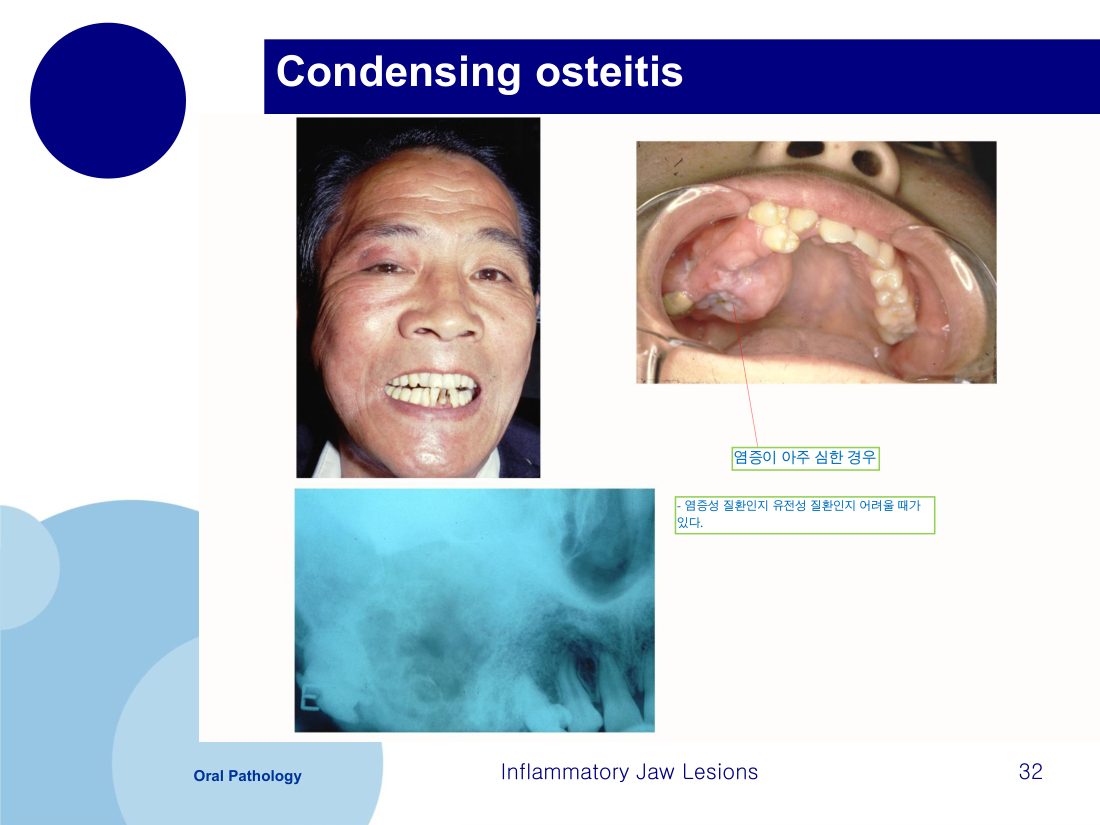 Condensing osteitis
염증이 아주 심한 경우
- 염증성 질환인지 유전성 질환인지 어려울 때가
있다.
E
Oral Pathology
Inflammatory Jaw Lesions
32